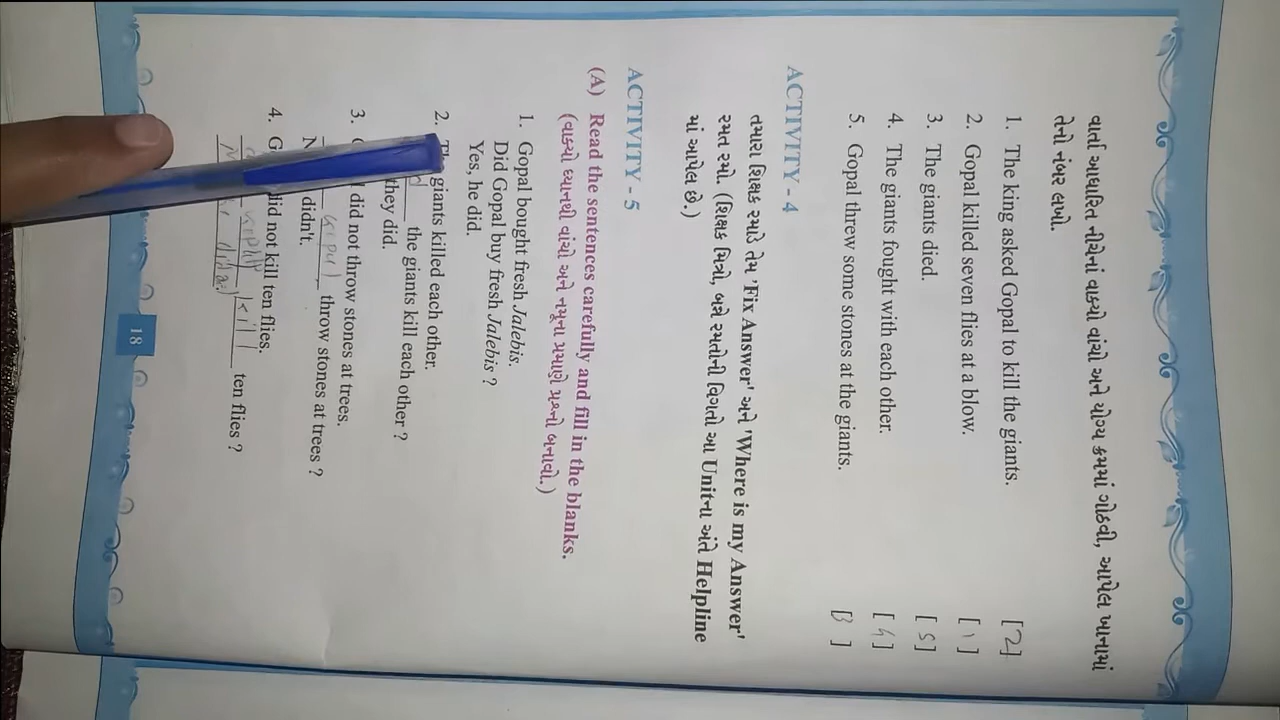 વાર્તા આધારિત નીચેનાં વાક્યો વાંચો અને યોગ્ય ક્રમમાં ગોઠવી, આપેલ ખાનામાં
તેનો નંબર લખો.
1. The king asked Gopal to kill the giants. [2]
2. Gopal killed seven flies at a blow. [1]
3. The giants died. [5]
4. The giants fought with each other. [4]
5. Gopal threw some stones at the giants. [3]
ACTIVITY - 4
તમારા શિક્ષક રમાડે તેમ 'Fix Answer' અને 'Where is my Answer'
રમત રમો. (શિક્ષક મિત્રો, બંને રમતોની વિગતો આ Unitના અંતે Helpline
માં આપેલ છે.)
ACTIVITY - 5
(A) Read the sentences carefully and fill in the blanks.
(વાક્યો ધ્યાનથી વાંચો અને નમૂના પ્રમાણે પ્રશ્નો બનાવો.)
1. Gopal bought fresh Jalebis.
Did Gopal buy fresh Jalebis ?
Yes, he did.
2. giants killed each other.
the giants kill each other ?
they did.
3. did not throw stones at trees.
Gopal throw stones at trees ?
didn't.
4. did not kill ten flies.
Gopal kill ten flies ?
didn't.
18